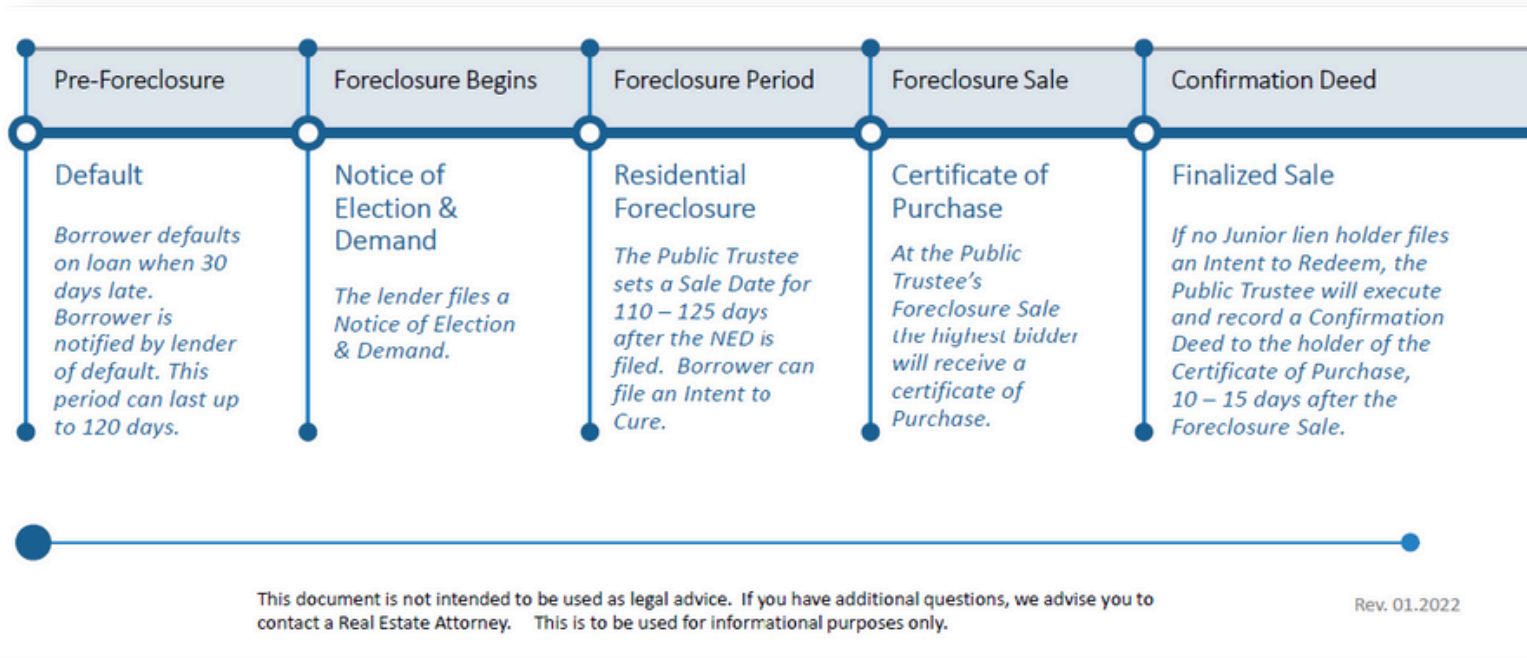 Pre-Foreclosure
Foreclosure Begins
Foreclosure Period
Foreclosure Sale
Confirmation Deed
Default
Borrower defaults
on loan when 30
days late.
Borrower is
notified by lender
of default. This
period can last up
to 120 days.
Notice of
Election &
Demand
The lender files a
Notice of Election
& Demand.
Residential
Foreclosure
The Public Trustee
sets a Sale Date for
110 – 125 days
after the NED is
filed.  Borrower can
file an Intent to
Cure.
Certificate of
Purchase
At the Public
Trustee's
Foreclosure Sale
the highest bidder
will receive a
certificate of
Purchase.
Finalized Sale
If no Junior lien holder files
an Intent to Redeem, the
Public Trustee will execute
and record a Confirmation
Deed to the holder of the
Certificate of Purchase,
10 – 15 days after the
Foreclosure Sale.
This document is not intended to be used as legal advice.  If you have additional questions, we advise you to
contact a Real Estate Attorney.    This is to be used for informational purposes only.
Rev. 01.2022